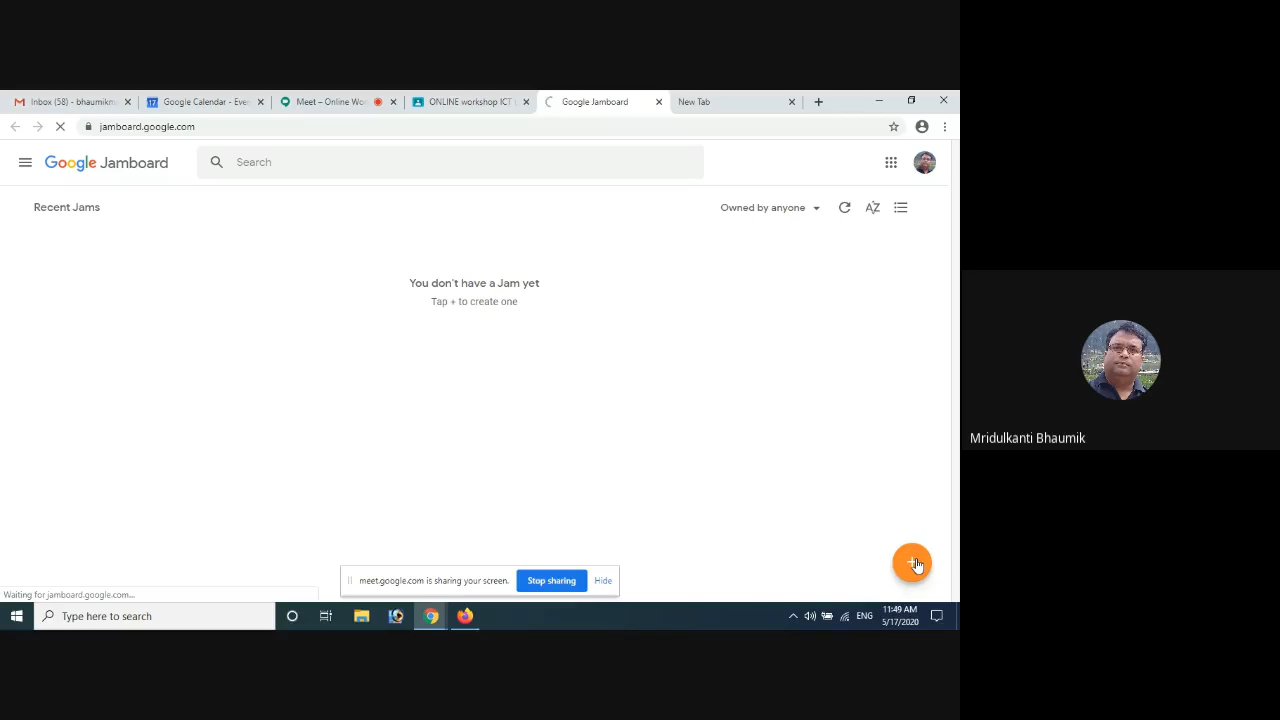 Inbox (58) - bhaumikm
Google Calendar - Eve
Meet – Online Wo
ONLINE workshop ICT
Google Jamboard
New Tab
jamboard.google.com
Google Jamboard
Search
Recent Jams
Owned by anyone
AZ
You don't have a Jam yet
Tap + to create one
Mridulkanti Bhaumik
meet.google.com is sharing your screen.
Stop sharing
Hide
Waiting for jamboard.google.com...
Type here to search
ENG
11:49 AM
5/17/2020